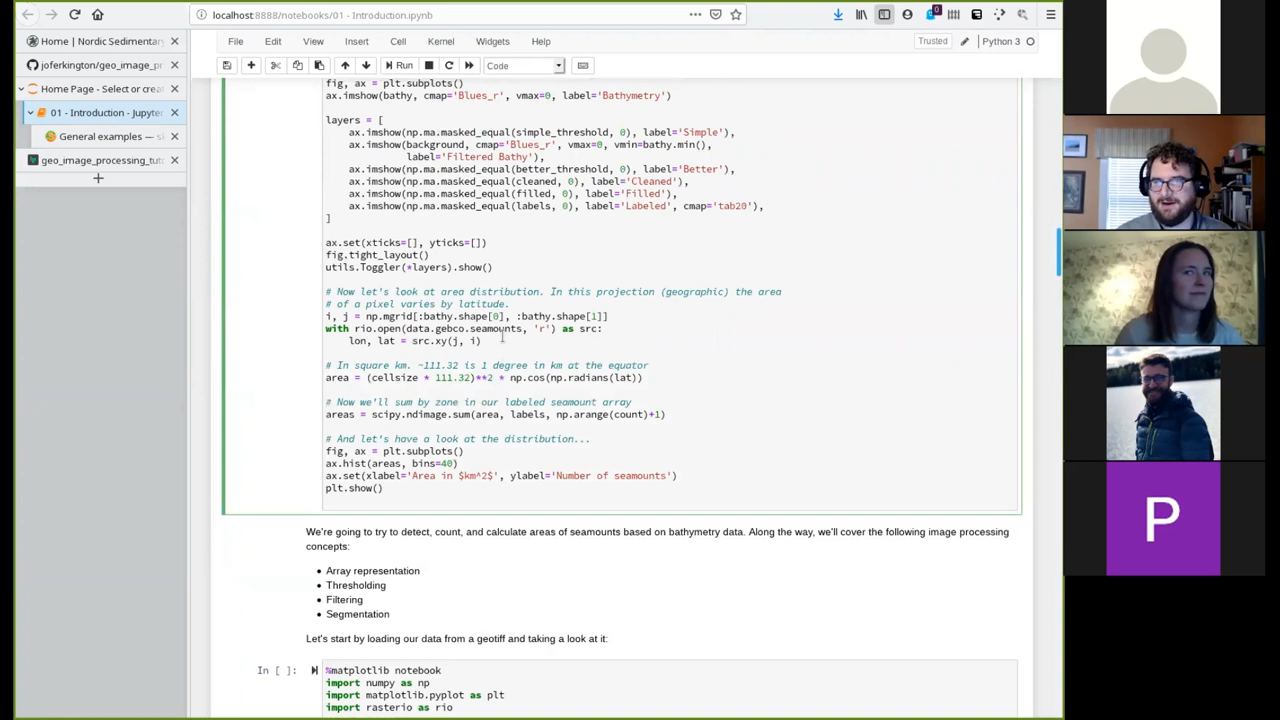 localhost:8888/notebooks/01 - Introduction.ipynb
Home | Nordic Sedimentar
joferkington/geo_image_pr
Home Page - Select or crea
01 - Introduction - Jupyter
General examples — s
geo_image_processing_tut
File Edit View Insert Cell Kernel Widgets Help
Trusted
Python 3
Run
Code
fig, ax = plt.subplots()
ax.imshow(bathy, cmap='Blues_r', vmax=0, label='Bathymetry')
layers = [
ax.imshow(np.ma.masked_equal(simple_threshold, 0), label='Simple'),
ax.imshow(background, cmap='Blues_r', vmax=0, vmin=bathy.min(),
label='Filtered Bathy'),
ax.imshow(np.ma.masked_equal(better_threshold, 0), label='Better'),
ax.imshow(np.ma.masked_equal(cleaned, 0), label='Cleaned'),
ax.imshow(np.ma.masked_equal(filled, 0), label='Filled'),
ax.imshow(np.ma.masked_equal(labels, 0), label='Labeled', cmap='tab20'),
]
ax.set(xticks=[], yticks=[])
fig.tight_layout()
utils.Toggler(*layers).show()
# Now let's look at area distribution. In this projection (geographic) the area
# of a pixel varies by latitude.
i, j = np.mgrid[:bathy.shape[0], :bathy.shape[1]]
with rio.open(data.gebco.seamounts, 'r') as src:
lon, lat = src.xy(j, i)
# In square km. ~111.32 is 1 degree in km at the equator
area = (cellsize * 111.32)**2 * np.cos(np.radians(lat))
# Now we'll sum by zone in our labeled seamount array
areas = scipy.ndimage.sum(area, labels, np.arange(count)+1)
# And let's have a look at the distribution...
fig, ax = plt.subplots()
ax.hist(areas, bins=40)
ax.set(xlabel='Area in $km^2$', ylabel='Number of seamounts')
plt.show()
We're going to try to detect, count, and calculate areas of seamounts based on bathymetry data. Along the way, we'll cover the following image processing
concepts:
• Array representation
• Thresholding
• Filtering
• Segmentation
Let's start by loading our data from a geotiff and taking a look at it:
In [ ]:
%matplotlib notebook
import numpy as np
import matplotlib.pyplot as plt
import rasterio as rio
P